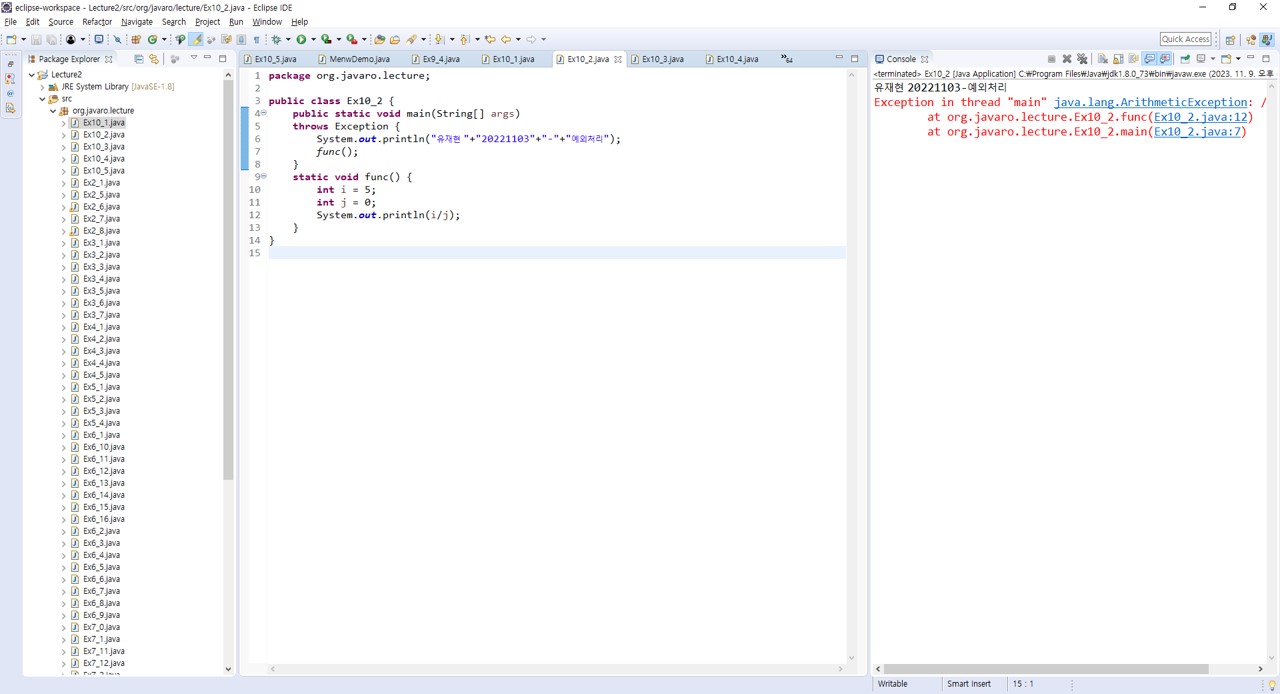 eclipse-workspace - Lecture2/src/org/javaro/lecture/Ex10_2.java - Eclipse IDE
File Edit Source Refactor Navigate Search Project Run Window Help
Quick Access
Package Explorer
Lecture2
JRE System Library [JavaSE-1.8]
src
org.javaro.lecture
Ex10_1.java
Ex10_2.java
Ex10_3.java
Ex10_4.java
Ex10_5.java
Ex2_1.java
Ex2_5.java
Ex2_6.java
Ex2_7.java
Ex2_8.java
Ex3_1.java
Ex3_2.java
Ex3_3.java
Ex3_4.java
Ex3_5.java
Ex3_6.java
Ex3_7.java
Ex4_1.java
Ex4_2.java
Ex4_3.java
Ex4_4.java
Ex4_5.java
Ex5_1.java
Ex5_2.java
Ex5_3.java
Ex5_4.java
Ex6_1.java
Ex6_10.java
Ex6_11.java
Ex6_12.java
Ex6_13.java
Ex6_14.java
Ex6_15.java
Ex6_16.java
Ex6_2.java
Ex6_3.java
Ex6_4.java
Ex6_5.java
Ex6_6.java
Ex6_7.java
Ex6_8.java
Ex6_9.java
Ex7_0.java
Ex7_1.java
Ex7_11.java
Ex7_12.java
Ex10_5.java MenwDemo.java Ex9_4.java Ex10_1.java Ex10_2.java Ex10_3.java Ex10_4.java »64
1 package org.javaro.lecture;
2
3 public class Ex10_2 {
4 public static void main(String[] args)
5 throws Exception {
6 System.out.println("유재현 "+"20221103"+"-"+"예외처리");
7 func();
8 }
9 static void func() {
10 int i = 5;
11 int j = 0;
12 System.out.println(i/j);
13 }
14 }
15
Console
<terminated> Ex10_2 [Java Application] C:₩Program Files₩Java₩jdk1.8.0_73₩bin₩javaw.exe (2023. 11. 9. 오후
유재현 20221103-예외처리
Exception in thread "main" java.lang.ArithmeticException: /
at org.javaro.lecture.Ex10_2.func(Ex10_2.java:12)
at org.javaro.lecture.Ex10_2.main(Ex10_2.java:7)
Writable Smart Insert 15 : 1